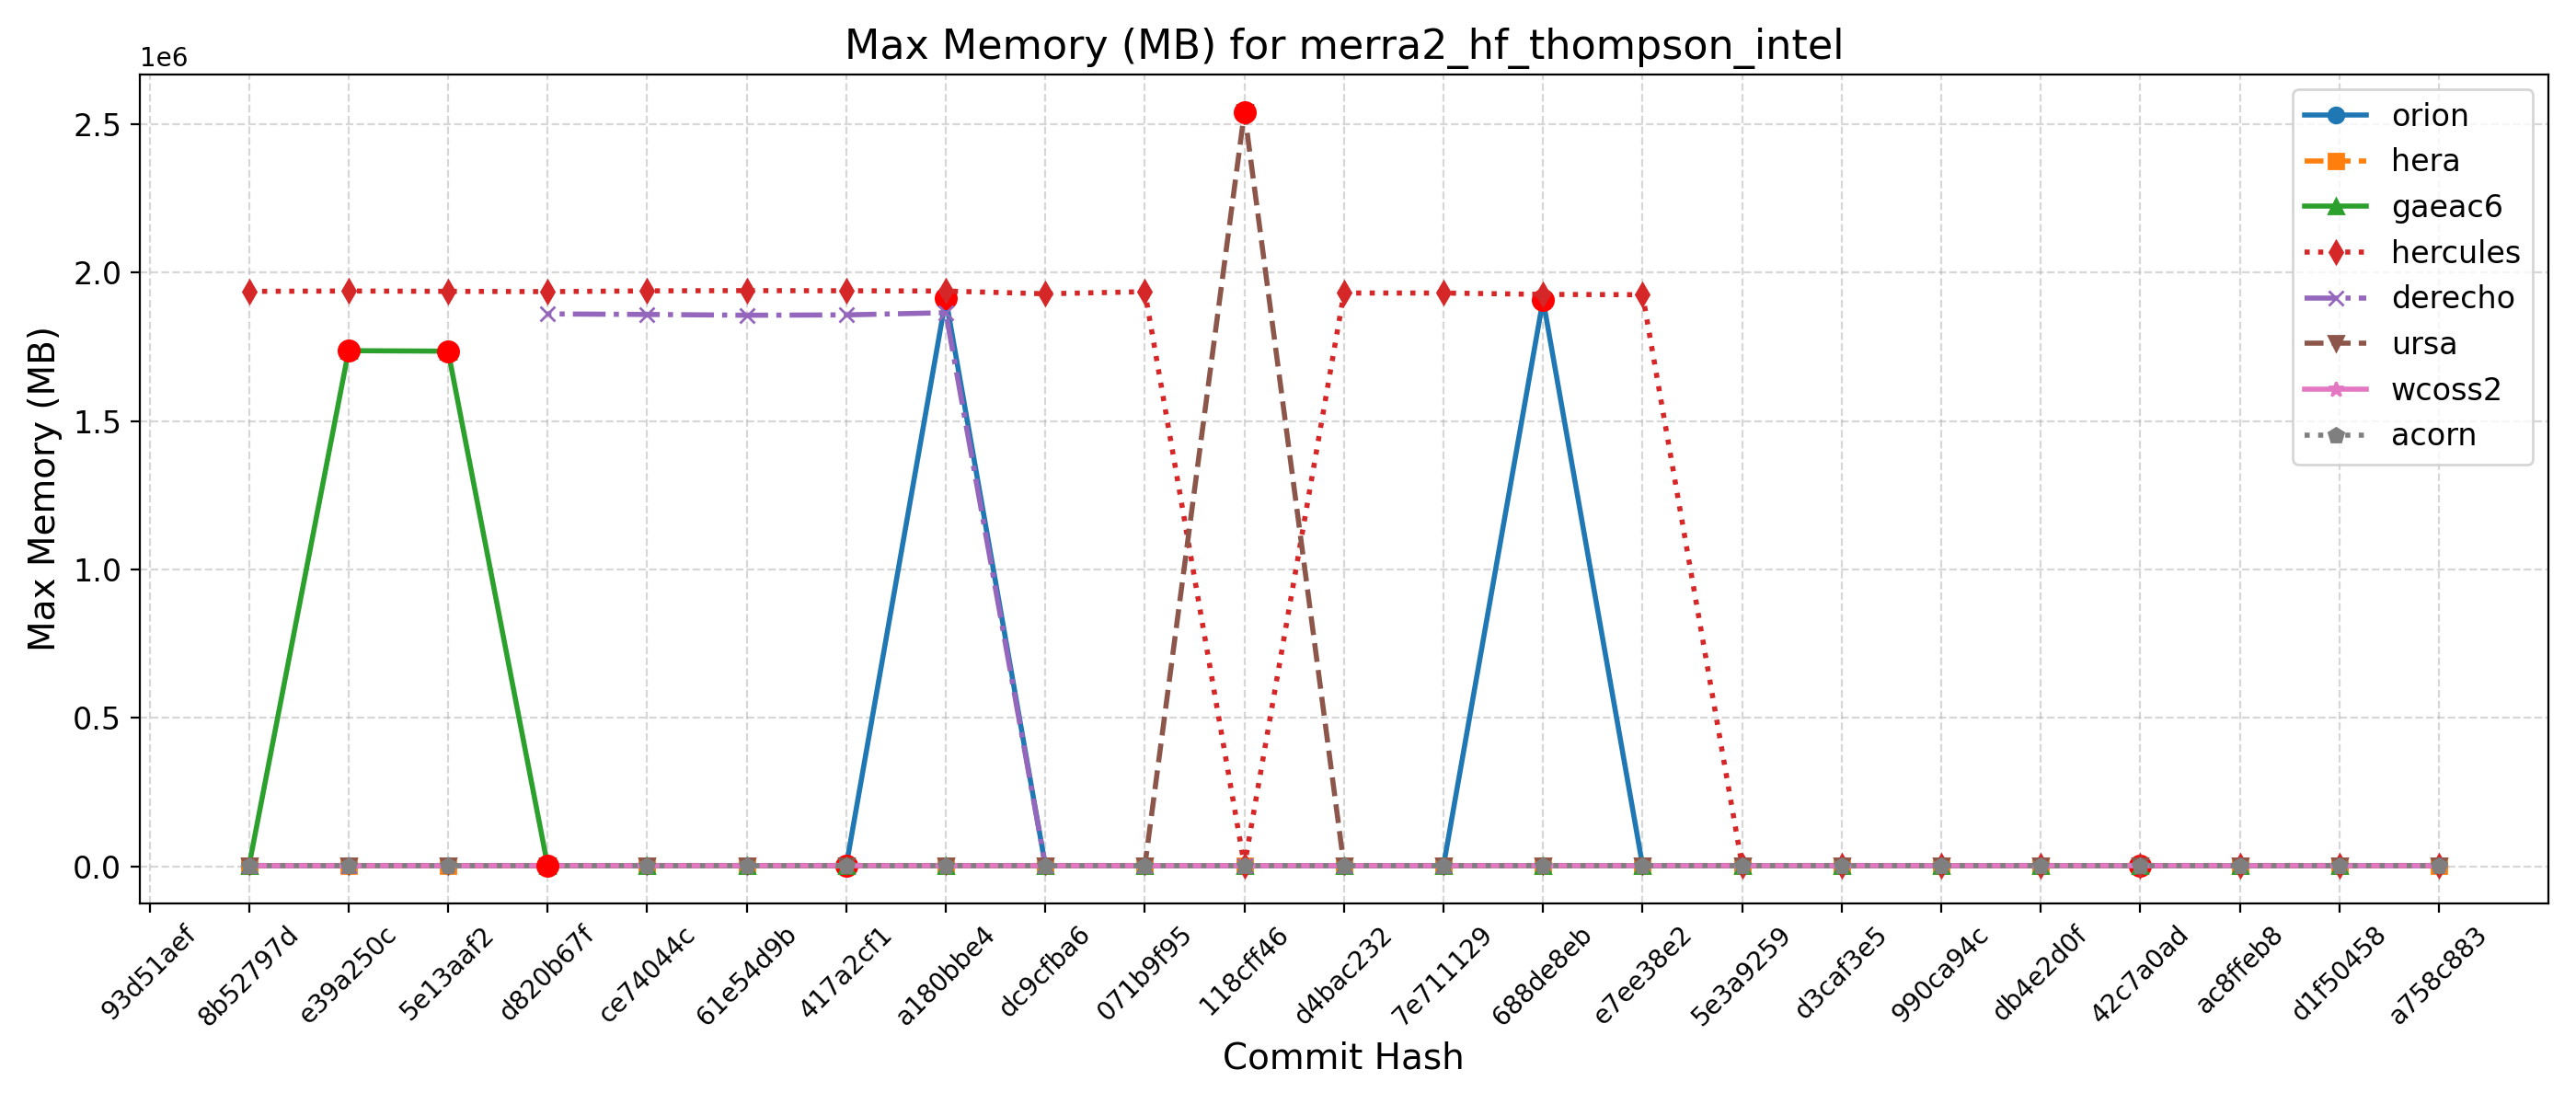 Max Memory (MB) for merra2_hf_thompson_intel
1e6
2.5
2.0
1.5
1.0
0.5
0.0
Max Memory (MB)
orion
hera
gaeac6
hercules
derecho
ursa
wcoss2
acorn
93d51aef
8b52797d
e39a250c
5e13aaf2
d820b67f
ce74044c
61e54d9b
417a2cf1
a180bbe4
dc9cfba6
071b9f95
118cff46
d4bac232
7e711129
688de8eb
e7ee38e2
5e3a9259
d3caf3e5
990ca94c
db4e2d0f
42c7a0ad
ac8ffeb8
d1f50458
a758c883
Commit Hash